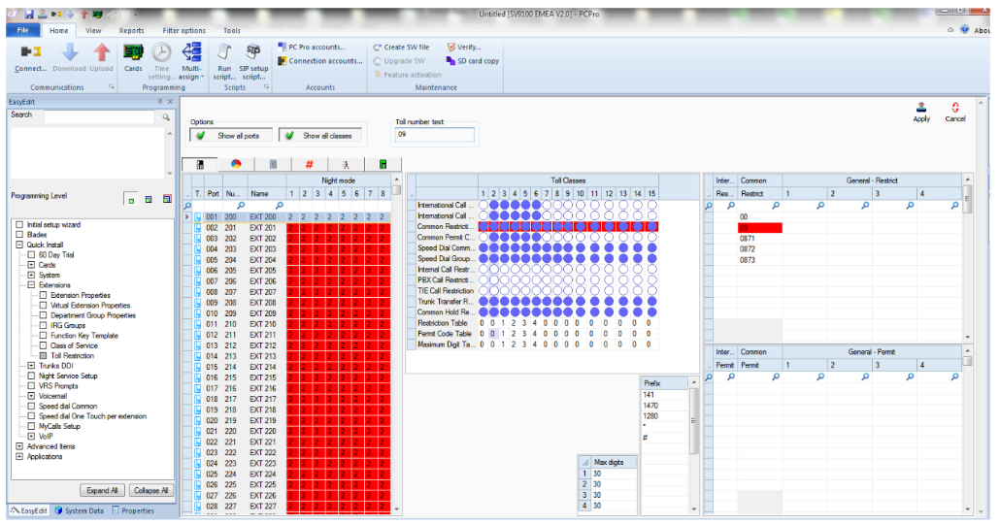 Untitled [SV9100 EMEA V2.0] - PCPro
File Home View Reports Filter options Tools Abou
Connect... Download Upload Cards Time setting... Multi-assign Run script... SIP setup script... PC Pro accounts... Connection accounts... Create SW file Upgrade SW Feature activation Verify... SD card copy
Communications Programming Scripts Accounts Maintenance
EasyEdit
Search
Programming Level
Initial setup wizard
Blades
Quick Install
60 Day Trial
Cards
System
Extensions
Extension Properties
Virtual Extension Properties
Department Group Properties
IRG Groups
Function Key Template
Class of Service
Toll Restriction
Trunks DDI
Night Service Setup
VRS Prompts
Voicemail
Speed dial Common
Speed dial One Touch per extension
MyCalls Setup
VoIP
Advanced Items
Applications
Expand All Collapse All
EasyEdit System Data Properties
Options
Show all ports Show all classes
Toll number test
09
Apply Cancel
#
Night mode
T. Port Nu... Name 1 2 3 4 5 6 7 8
001 200 EXT 200 2 2 2 2 2 2 2 2
002 201 EXT 201 2 2 2 2 2 2 2 2
003 202 EXT 202 2 2 2 2 2 2 2 2
004 203 EXT 203 2 2 2 2 2 2 2 2
005 204 EXT 204 2 2 2 2 2 2 2 2
006 205 EXT 205 2 2 2 2 2 2 2 2
007 206 EXT 206 2 2 2 2 2 2 2 2
008 207 EXT 207 2 2 2 2 2 2 2 2
009 208 EXT 208 2 2 2 2 2 2 2 2
010 209 EXT 209 2 2 2 2 2 2 2 2
011 210 EXT 210 2 2 2 2 2 2 2 2
012 211 EXT 211 2 2 2 2 2 2 2 2
013 212 EXT 212 2 2 2 2 2 2 2 2
014 213 EXT 213 2 2 2 2 2 2 2 2
015 214 EXT 214 2 2 2 2 2 2 2 2
016 215 EXT 215 2 2 2 2 2 2 2 2
017 216 EXT 216 2 2 2 2 2 2 2 2
018 217 EXT 217 2 2 2 2 2 2 2 2
019 218 EXT 218 2 2 2 2 2 2 2 2
020 219 EXT 219 2 2 2 2 2 2 2 2
021 220 EXT 220 2 2 2 2 2 2 2 2
022 221 EXT 221 2 2 2 2 2 2 2 2
023 222 EXT 222 2 2 2 2 2 2 2 2
024 223 EXT 223 2 2 2 2 2 2 2 2
025 224 EXT 224 2 2 2 2 2 2 2 2
026 225 EXT 225 2 2 2 2 2 2 2 2
027 226 EXT 226 2 2 2 2 2 2 2 2
028 227 EXT 227 2 2 2 2 2 2 2 2
Toll Classes
1 2 3 4 5 6 7 8 9 10 11 12 13 14 15
International Call ...
International Call ...
Common Restricti...
Common Permit C...
Speed Dial Comm...
Speed Dial Group...
Internal Call Restr...
PBX Call Restricti...
TIE Call Restriction
Trunk Transfer R...
Common Hold Re...
Restriction Table 0 0 1 2 3 4 0 0 0 0 0 0 0 0 0
Permit Code Table 0 0 1 2 3 4 0 0 0 0 0 0 0 0 0
Maximum Digit Ta... 0 0 1 2 3 4 0 0 0 0 0 0 0 0 0
Prefix
141
1470
1280
*
#
Max digits
1 30
2 30
3 30
4 30
Inter... Common General - Restrict
Res... Restrict 1 2 3 4
00
09
0871
0872
0873
Inter... Common General - Permit
Permit Permit 1 2 3 4